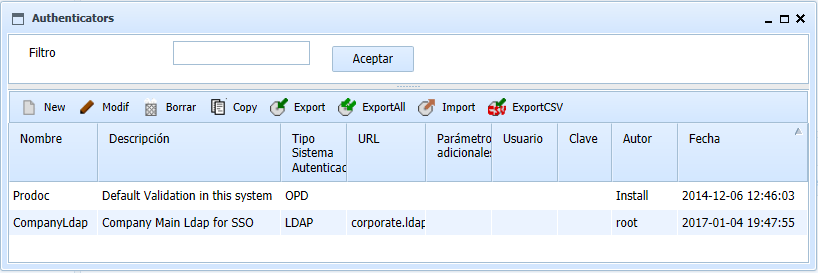 Authenticators
Filtro
Aceptar
New Modif Borrar Copy Export ExportAll Import ExportCSV
Nombre Descripción Tipo Sistema Autenticac URL Parámetro adicionales Usuario Clave Autor Fecha
Prodoc Default Validation in this system OPD Install 2014-12-06 12:46:03
CompanyLdap Company Main Ldap for SSO LDAP corporate.ldap root 2017-01-04 19:47:55